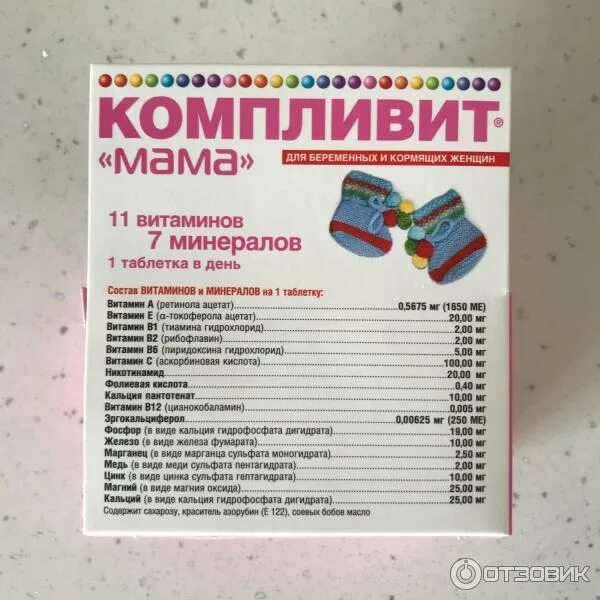 КОМПЛИВИТ®
«мама»
ДЛЯ БЕРЕМЕННЫХ И КОРМЯЩИХ ЖЕНЩИН
11 витаминов
7 минералов
1 таблетка в день
Состав ВИТАМИНОВ и МИНЕРАЛОВ на 1 таблетку:
Витамин А (ретинола ацетат) 0,5675 мг (1650 МЕ)
Витамин Е (α-токоферола ацетат) 20,00 мг
Витамин В1 (тиамина гидрохлорид) 2,00 мг
Витамин В2 (рибофлавин) 2,00 мг
Витамин В6 (пиридоксина гидрохлорид) 5,00 мг
Витамин С (аскорбиновая кислота) 100,00 мг
Никотинамид 20,00 мг
Фолиевая кислота 0,40 мг
Кальция пантотенат 10,00 мг
Витамин В12 (цианокобаламин) 0,005 мг
Эргокальциферол 0,00625 мг (250 МЕ)
Фосфор (в виде кальция гидрофосфата дигидрата) 19,00 мг
Железо (в виде железа фумарата) 10,00 мг
Марганец (в виде марганца сульфата моногидрата) 2,50 мг
Медь (в виде меди сульфата пентагидрата) 2,00 мг
Цинк (в виде цинка сульфата гептагидрата) 10,00 мг
Магний (в виде магния оксида) 25,00 мг
Кальций (в виде кальция гидрофосфата дигидрата) 25,00 мг
Содержит сахарозу, краситель азорубин (Е 122), соевых бобов масло
ОТЗОВИК